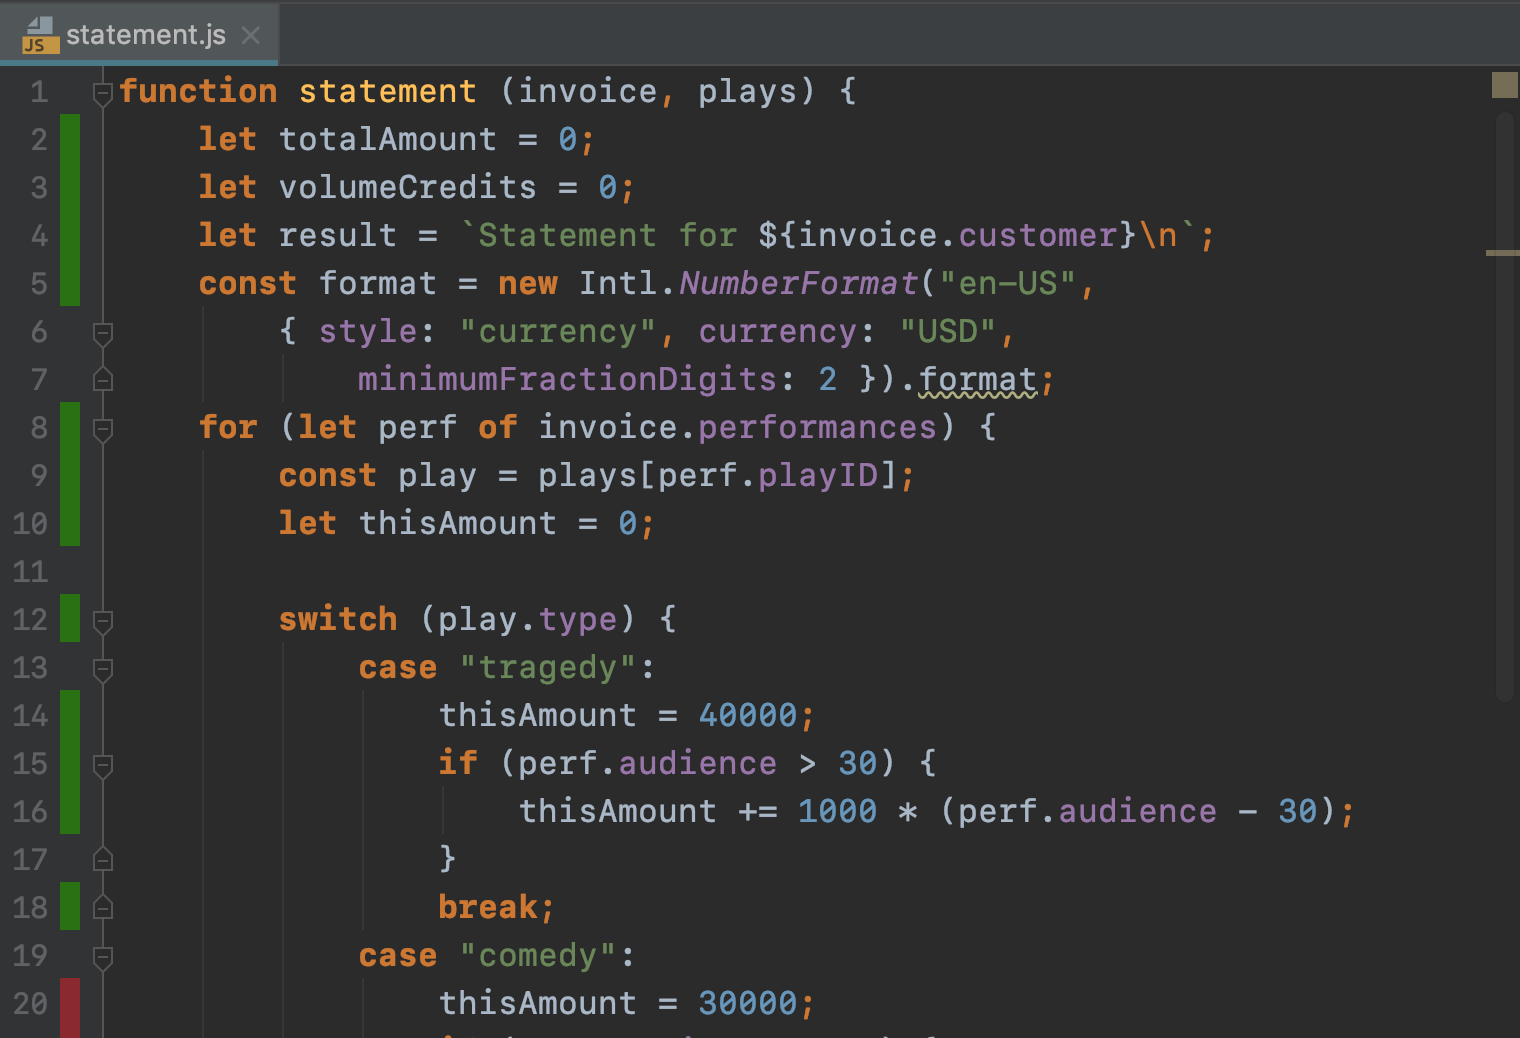 JS statement.js
1 function statement (invoice, plays) {
2 let totalAmount = 0;
3 let volumeCredits = 0;
4 let result = `Statement for ${invoice.customer}\n`;
5 const format = new Intl.NumberFormat("en-US",
6 { style: "currency", currency: "USD",
7 minimumFractionDigits: 2 }).format;
8 for (let perf of invoice.performances) {
9 const play = plays[perf.playID];
10 let thisAmount = 0;
11
12 switch (play.type) {
13 case "tragedy":
14 thisAmount = 40000;
15 if (perf.audience > 30) {
16 thisAmount += 1000 * (perf.audience - 30);
17 }
18 break;
19 case "comedy":
20 thisAmount = 30000;